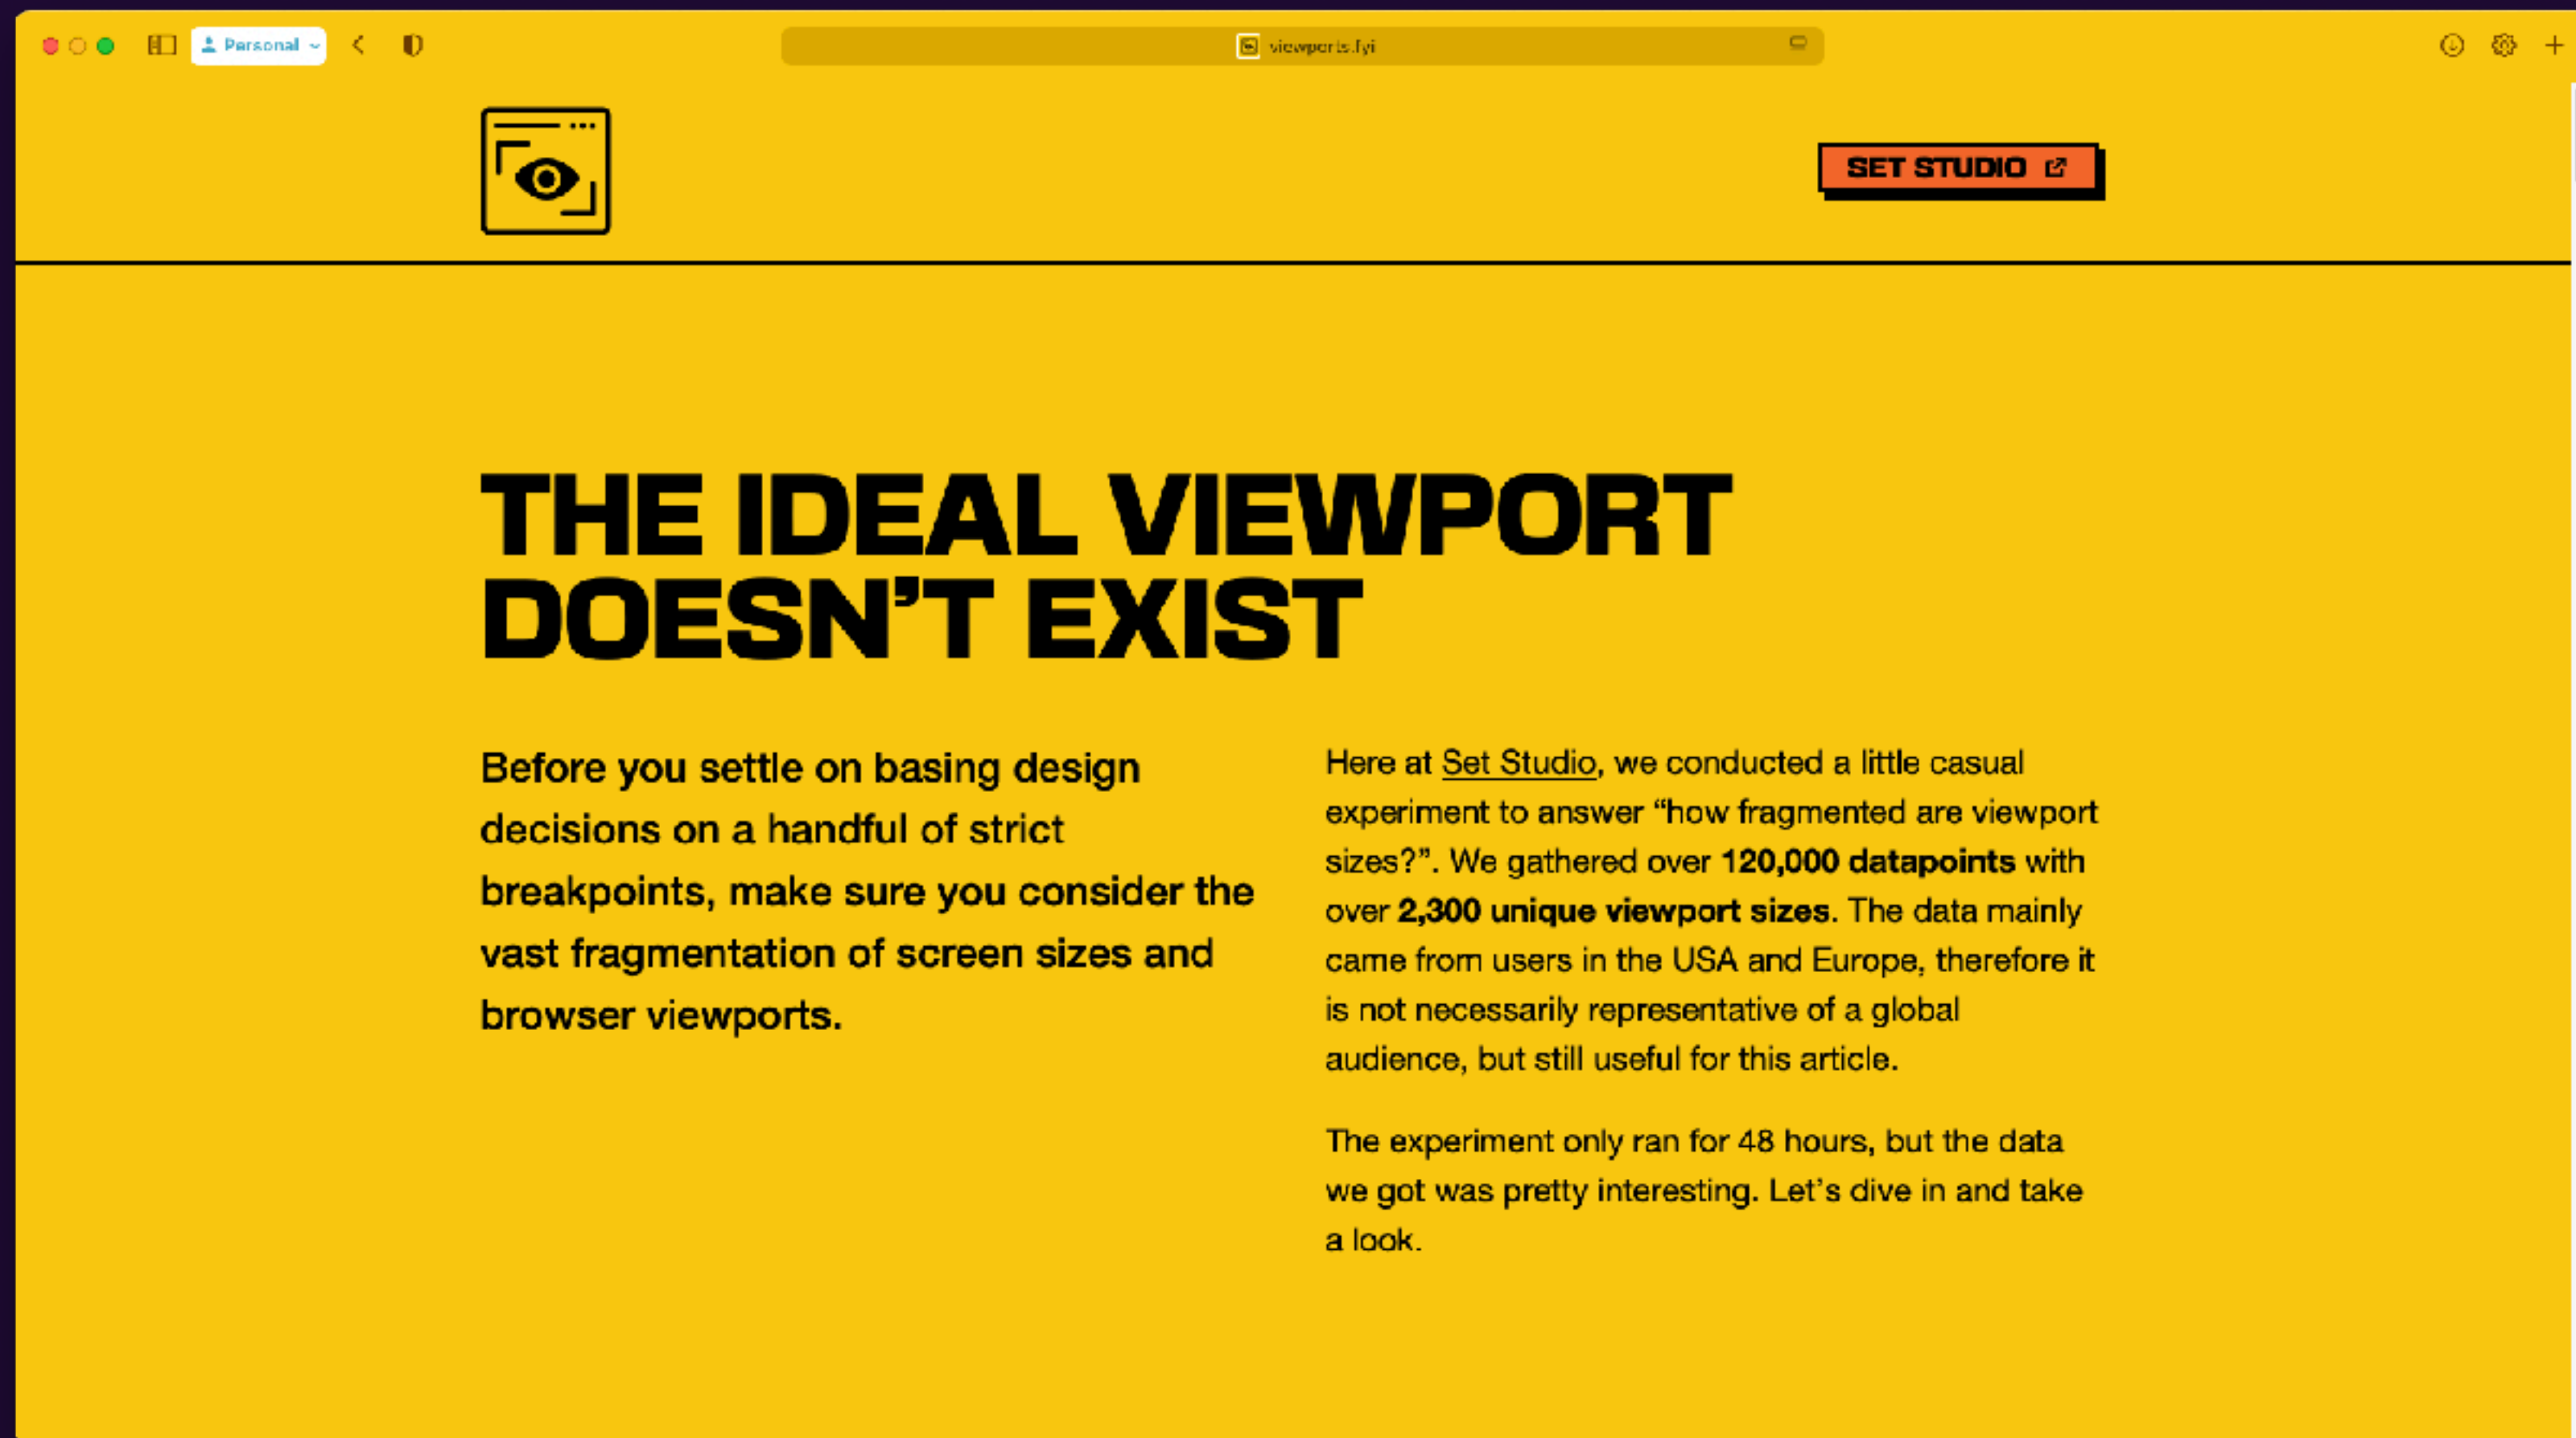 Personal
viewports.fyi
SET STUDIO
THE IDEAL VIEWPORT
DOESN’T EXIST
Before you settle on basing design
decisions on a handful of strict
breakpoints, make sure you consider the
vast fragmentation of screen sizes and
browser viewports.
Here at Set Studio, we conducted a little casual
experiment to answer “how fragmented are viewport
sizes?”. We gathered over 120,000 datapoints with
over 2,300 unique viewport sizes. The data mainly
came from users in the USA and Europe, therefore it
is not necessarily representative of a global
audience, but still useful for this article.
The experiment only ran for 48 hours, but the data
we got was pretty interesting. Let’s dive in and take
a look.